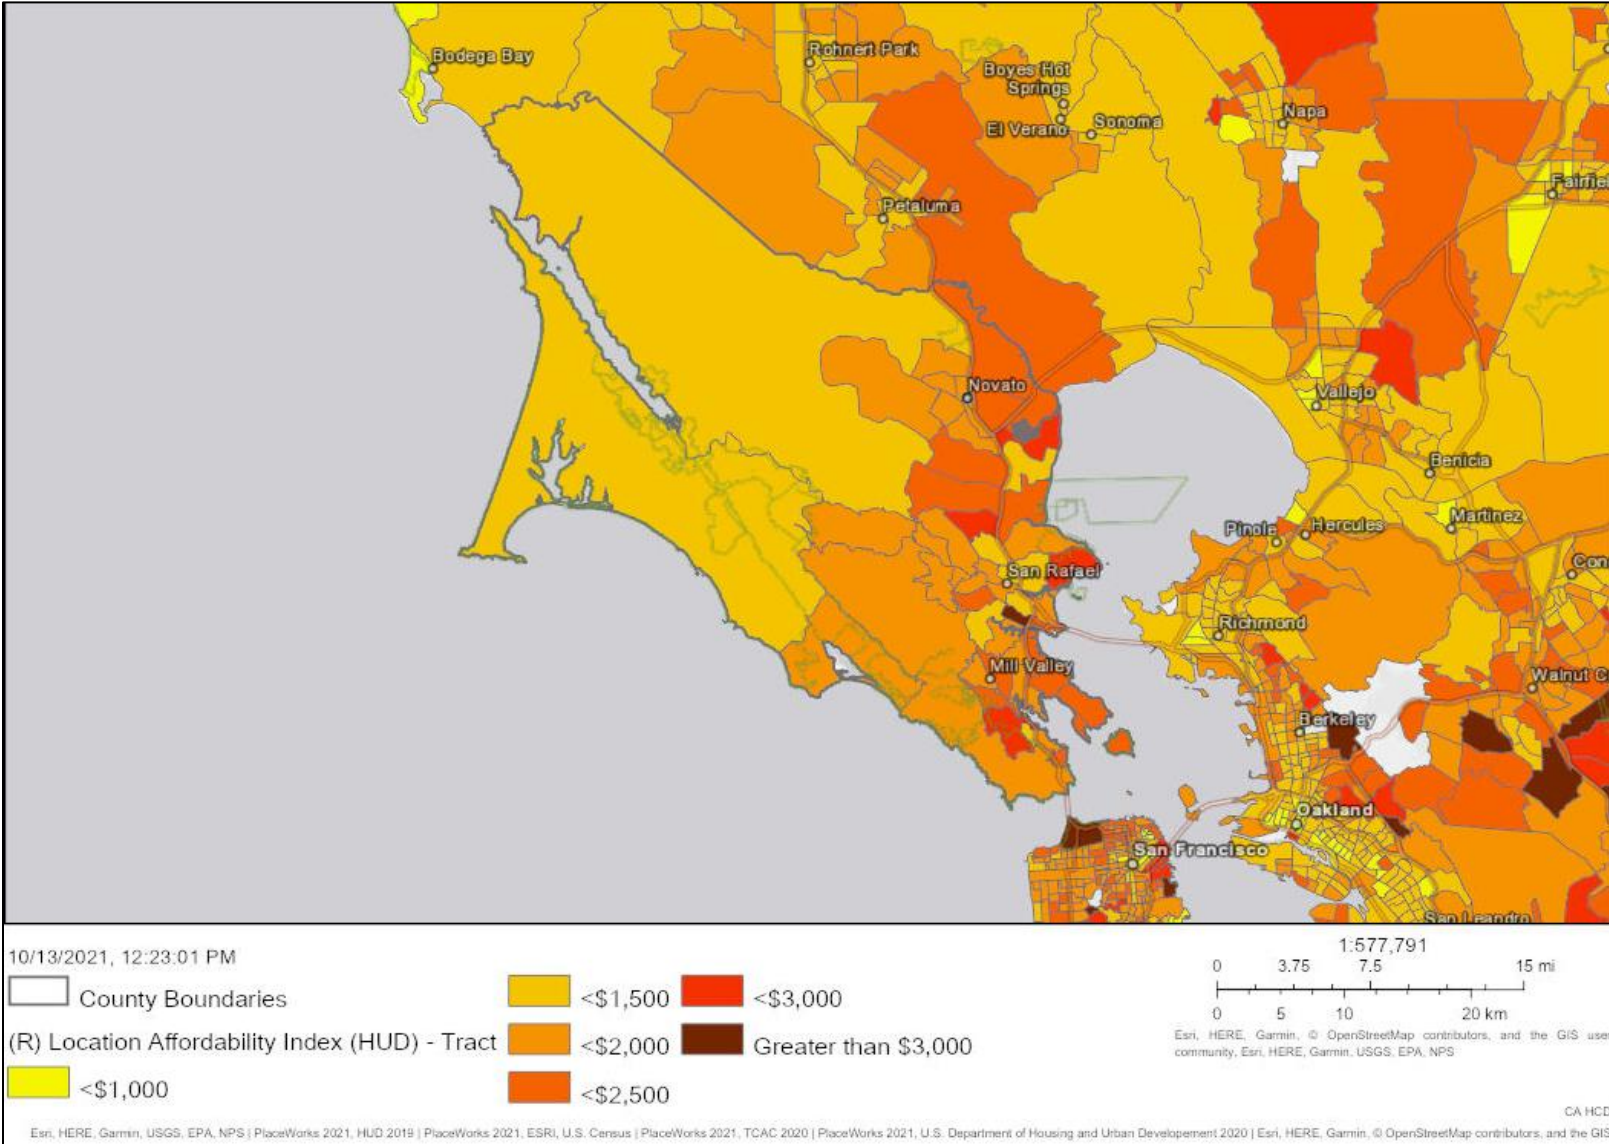 Bodega Bay
Rohnert Park
Boyes Hot
Springs
El Verano
Sonoma
Napa
Petaluma
Novato
Vallejo
Benicia
Pinole
Hercules
Martinez
San Rafael
Richmond
Mill Valley
Walnut C
Berkeley
Oakland
San Francisco
San Leandro
10/13/2021, 12:23:01 PM
County Boundaries
(R) Location Affordability Index (HUD) - Tract
<$1,000
<$1,500
<$2,000
<$2,500
<$3,000
Greater than $3,000
1:577,791
0 3.75 7.5 15 mi
0 5 10 20 km
Esri, HERE, Garmin, © OpenStreetMap contributors, and the GIS user
community, Esri, HERE, Garmin, USGS, EPA, NPS
CA HCD
Esri, HERE, Garmin, USGS, EPA, NPS | PlaceWorks 2021, HUD 2019 | PlaceWorks 2021, ESRI, U.S. Census | PlaceWorks 2021, TCAC 2020 | PlaceWorks 2021, U.S. Department of Housing and Urban Developement 2020 | Esri, HERE, Garmin, © OpenStreetMap contributors, and the GIS